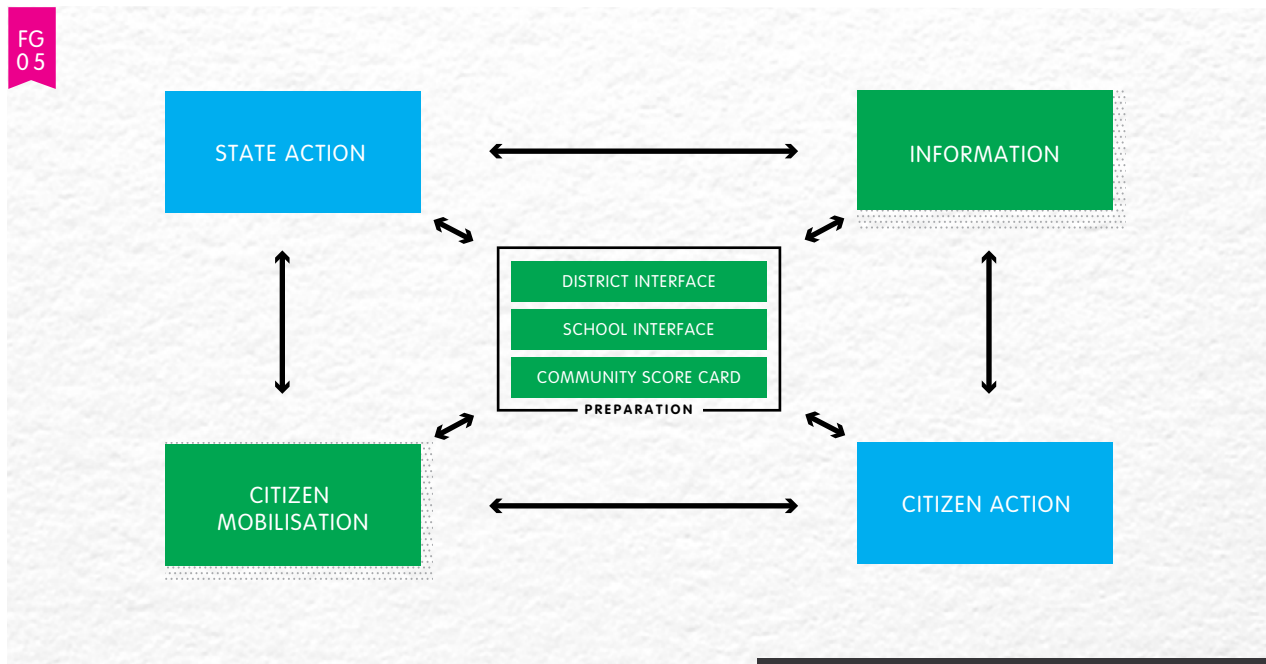 FG
05
STATE ACTION
INFORMATION
DISTRICT INTERFACE
SCHOOL INTERFACE
COMMUNITY SCORE CARD
PREPARATION
CITIZEN
MOBILISATION
CITIZEN ACTION